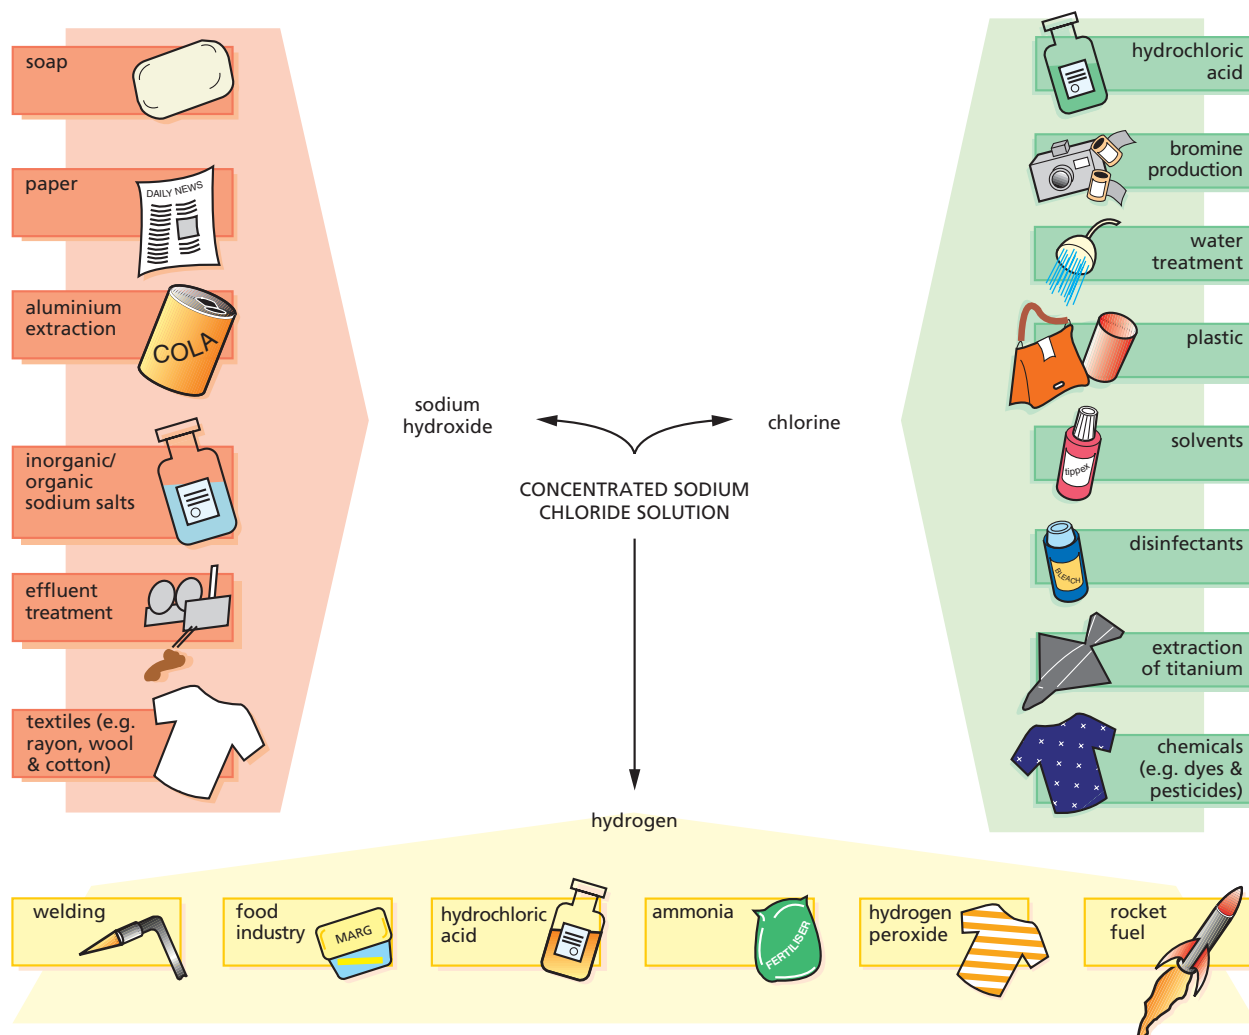 soap
paper
DAILY NEWS
aluminium
extraction
COLA
inorganic/
organic
sodium salts
effluent
treatment
textiles (e.g.
rayon, wool
& cotton)
sodium
hydroxide
chlorine
CONCENTRATED SODIUM
CHLORIDE SOLUTION
hydrogen
hydrochloric
acid
bromine
production
water
treatment
plastic
solvents
tippex
disinfectants
BLEACH
extraction
of titanium
chemicals
(e.g. dyes &
pesticides)
welding
food
industry
MARG
hydrochloric
acid
ammonia
FERTILISER
hydrogen
peroxide
rocket
fuel